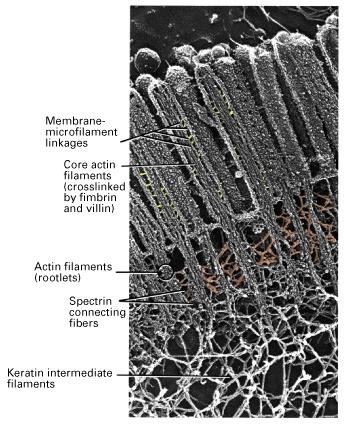 Membrane-
microfilament
linkages
Core actin
filaments
(crosslinked
by fimbrin
and villin)
Actin filaments
(rootlets)
Spectrin
connecting
fibers
Keratin intermediate
filaments